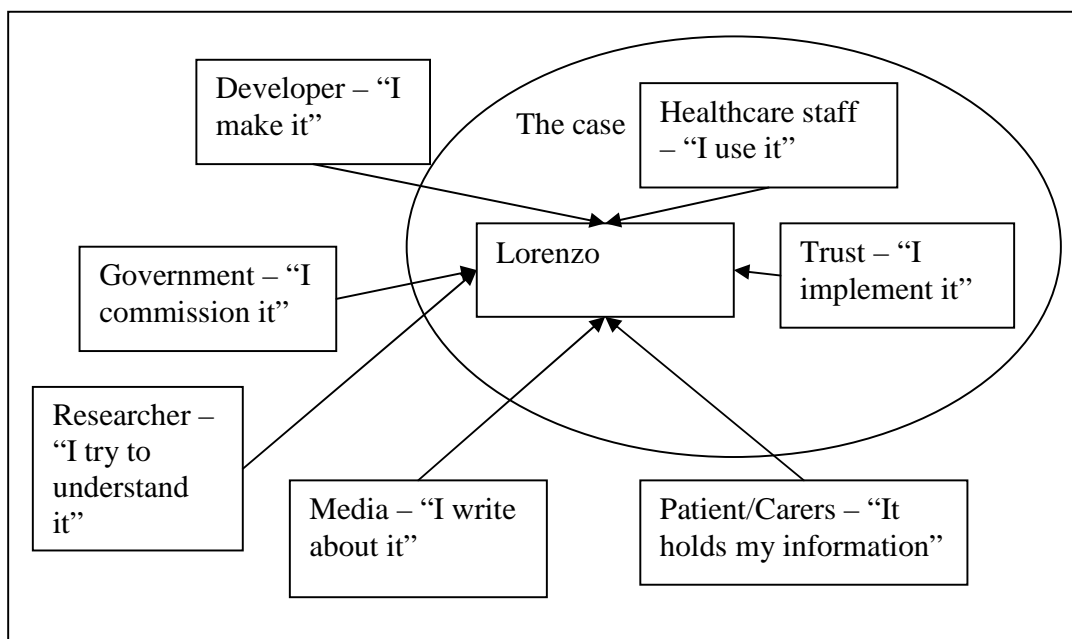 Developer – “I
make it”
The case
Healthcare staff
– “I use it”
Lorenzo
Trust – “I
implement it”
Government – “I
commission it”
Researcher –
“I try to
understand
it”
Media – “I write
about it”
Patient/Carers – “It
holds my information”